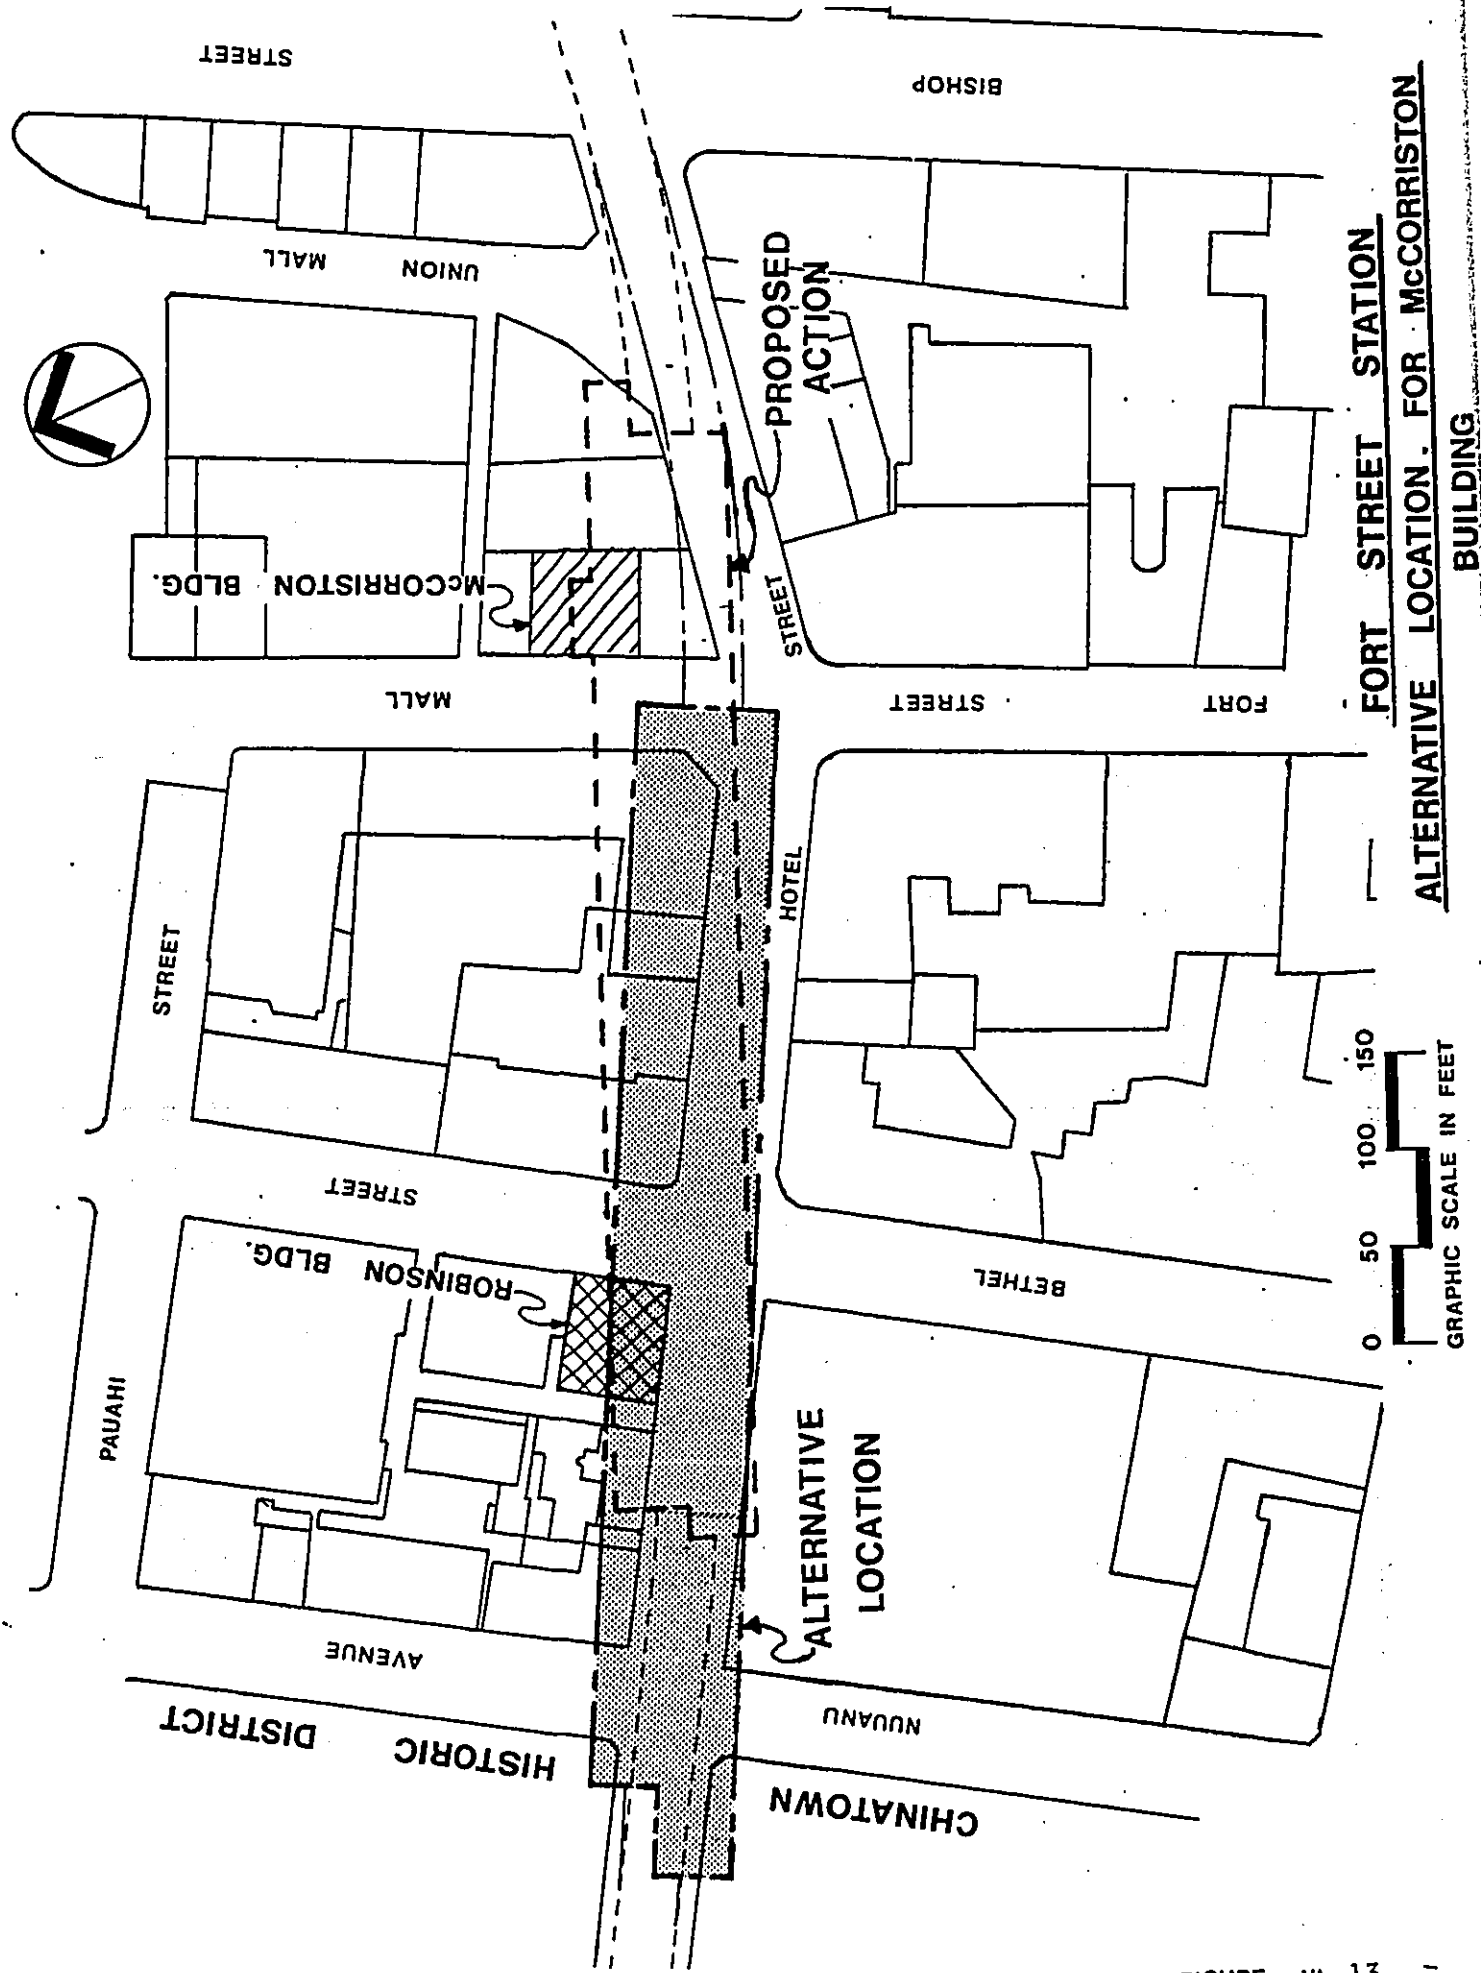 STREET
BISHOP
UNION MALL
PROPOSED
ACTION
McCORRISTON BLDG.
STREET
MALL
STREET
FORT
HOTEL
STREET
STREET
ROBINSON BLDG.
BETHEL
PAUAHI
ALTERNATIVE
LOCATION
AVENUE
NUUANU
HISTORIC DISTRICT
CHINATOWN
0 50 100 150
GRAPHIC SCALE IN FEET
FORT STREET STATION
ALTERNATIVE LOCATION FOR McCORRISTON
BUILDING